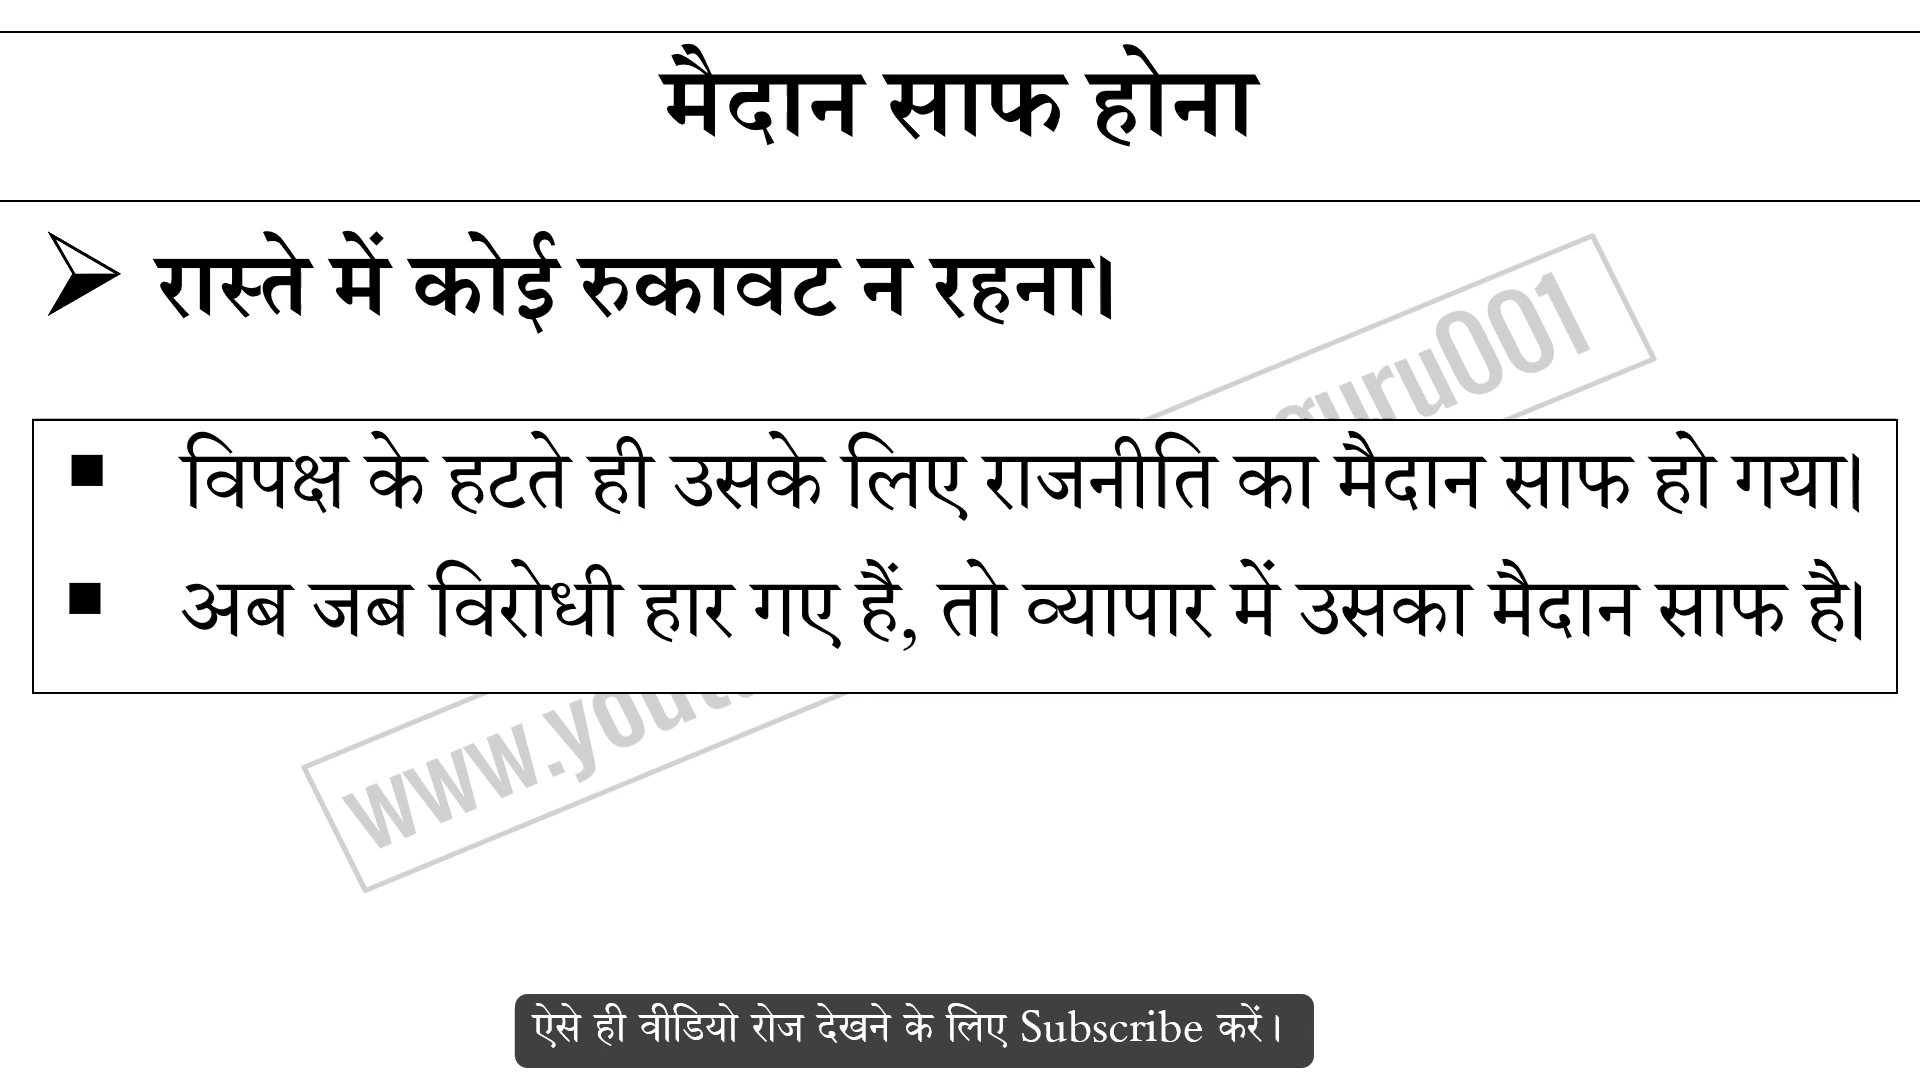 मैदान साफ होना
रास्ते में कोई रुकावट न रहना।
विपक्ष के हटते ही उसके लिए राजनीति का मैदान साफ हो गया।
अब जब विरोधी हार गए हैं, तो व्यापार में उसका मैदान साफ है।
ऐसे ही वीडियो रोज देखने के लिए Subscribe करें।